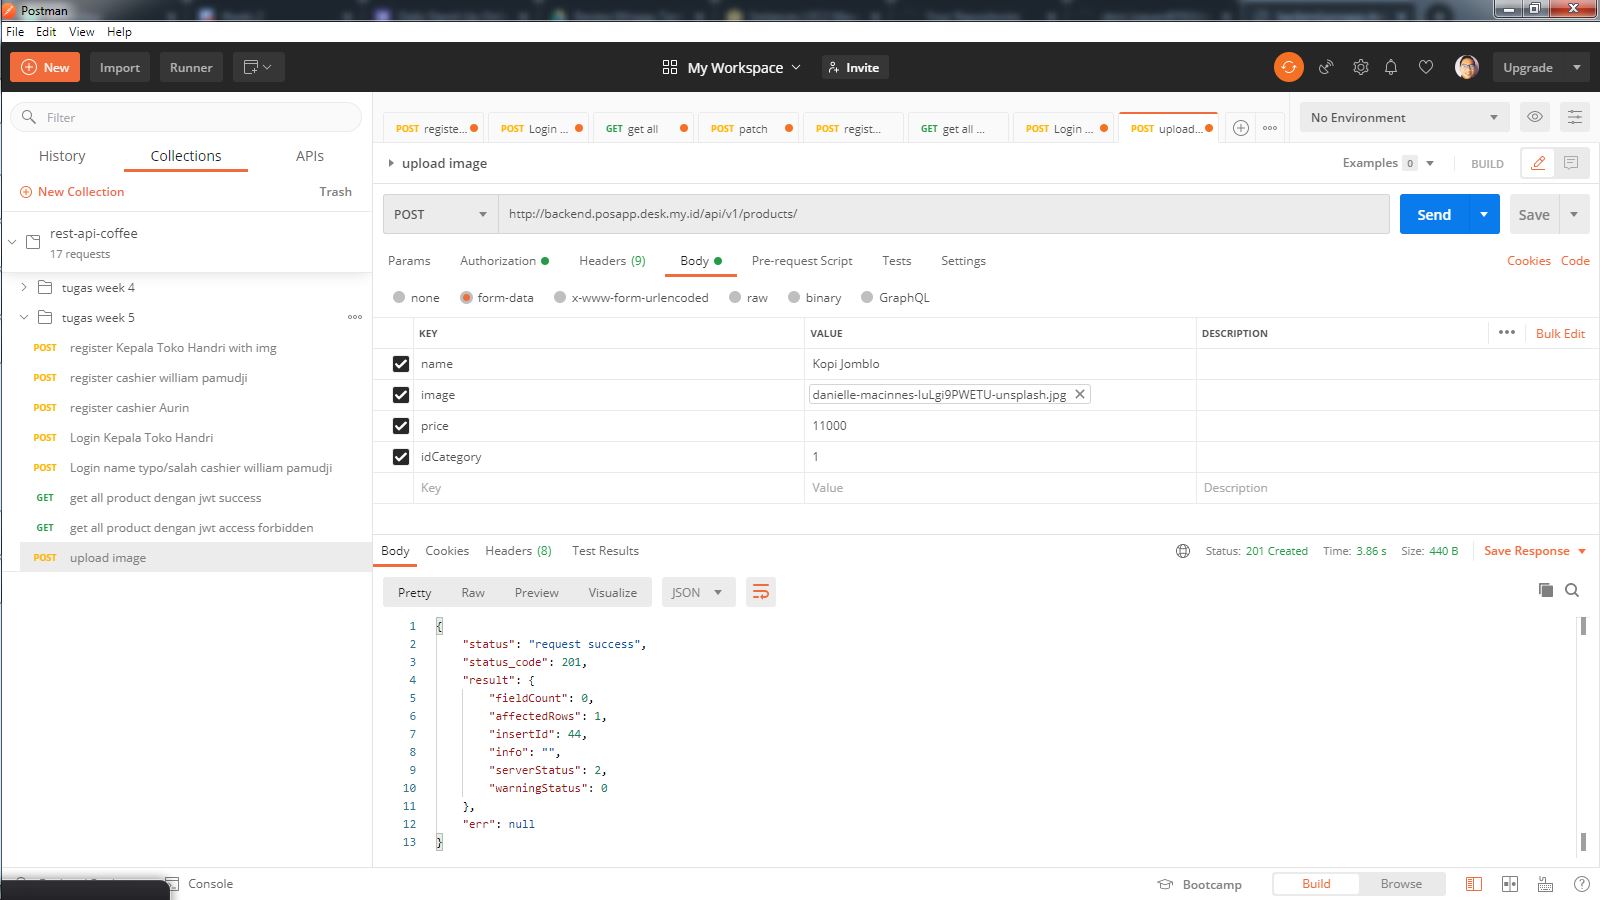 Postman
File Edit View Help
New Import Runner My Workspace Invite Upgrade
Filter
History Collections APIs
New Collection Trash
rest-api-coffee
17 requests
tugas week 4
tugas week 5
POST register Kepala Toko Handri with img
POST register cashier william pamudji
POST register cashier Aurin
POST Login Kepala Toko Handri
POST Login name typo/salah cashier william pamudji
GET get all product dengan jwt success
GET get all product dengan jwt access forbidden
POST upload image
POST registe... POST Login ... GET get all POST patch POST regist... GET get all ... POST Login ... POST upload... No Environment
upload image Examples 0 BUILD
POST http://backend.posapp.desk.my.id/api/v1/products/ Send Save
Params Authorization Headers (9) Body Pre-request Script Tests Settings Cookies Code
none form-data x-www-form-urlencoded raw binary GraphQL
KEY VALUE DESCRIPTION Bulk Edit
name Kopi Jomblo
image danielle-macinnes-IuLgi9PWETU-unsplash.jpg
price 11000
idCategory 1
Key Value Description
Body Cookies Headers (8) Test Results Status: 201 Created Time: 3.86 s Size: 440 B Save Response
Pretty Raw Preview Visualize JSON
1 {
2 "status": "request success",
3 "status_code": 201,
4 "result": {
5 "fieldCount": 0,
6 "affectedRows": 1,
7 "insertId": 44,
8 "info": "",
9 "serverStatus": 2,
10 "warningStatus": 0
11 },
12 "err": null
13 }
Console Bootcamp Build Browse